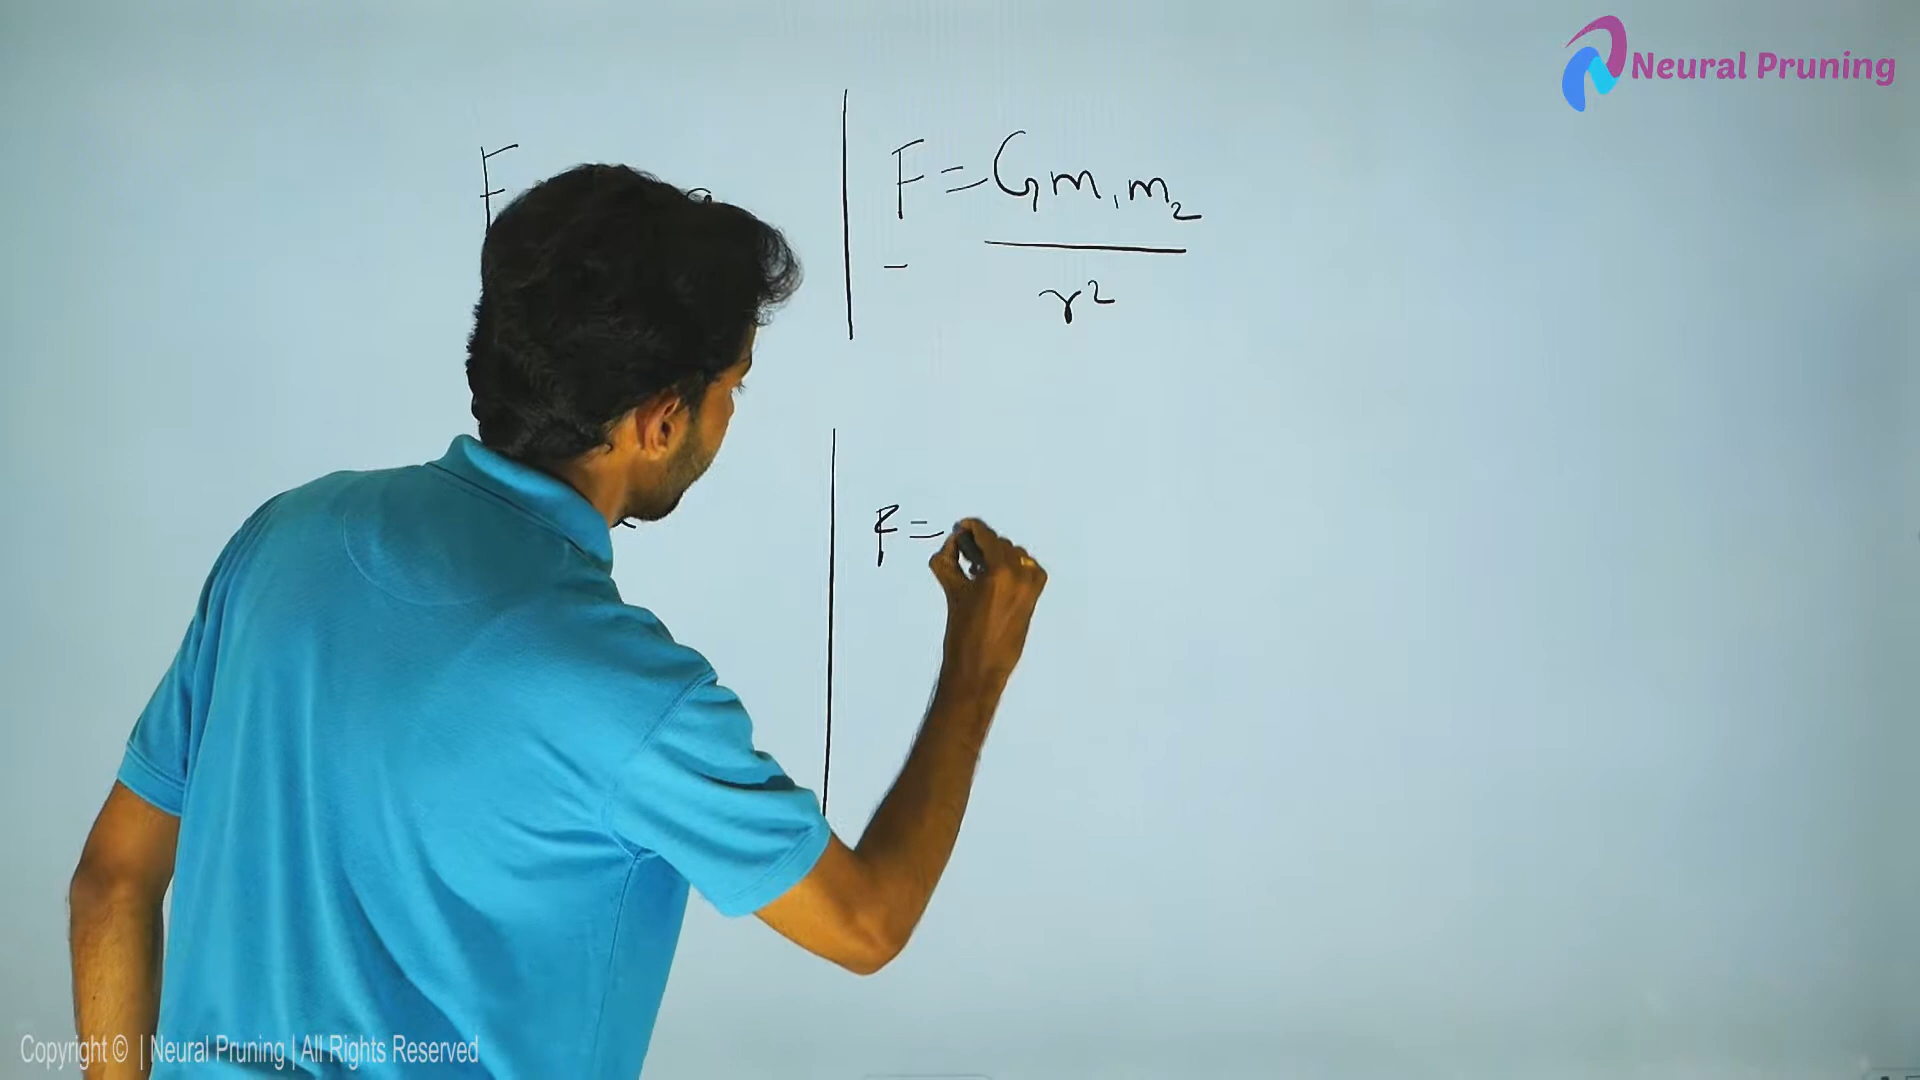 Neural Pruning
F
F = Gm₁m₂
r²
F =
Copyright © | Neural Pruning | All Rights Reserved